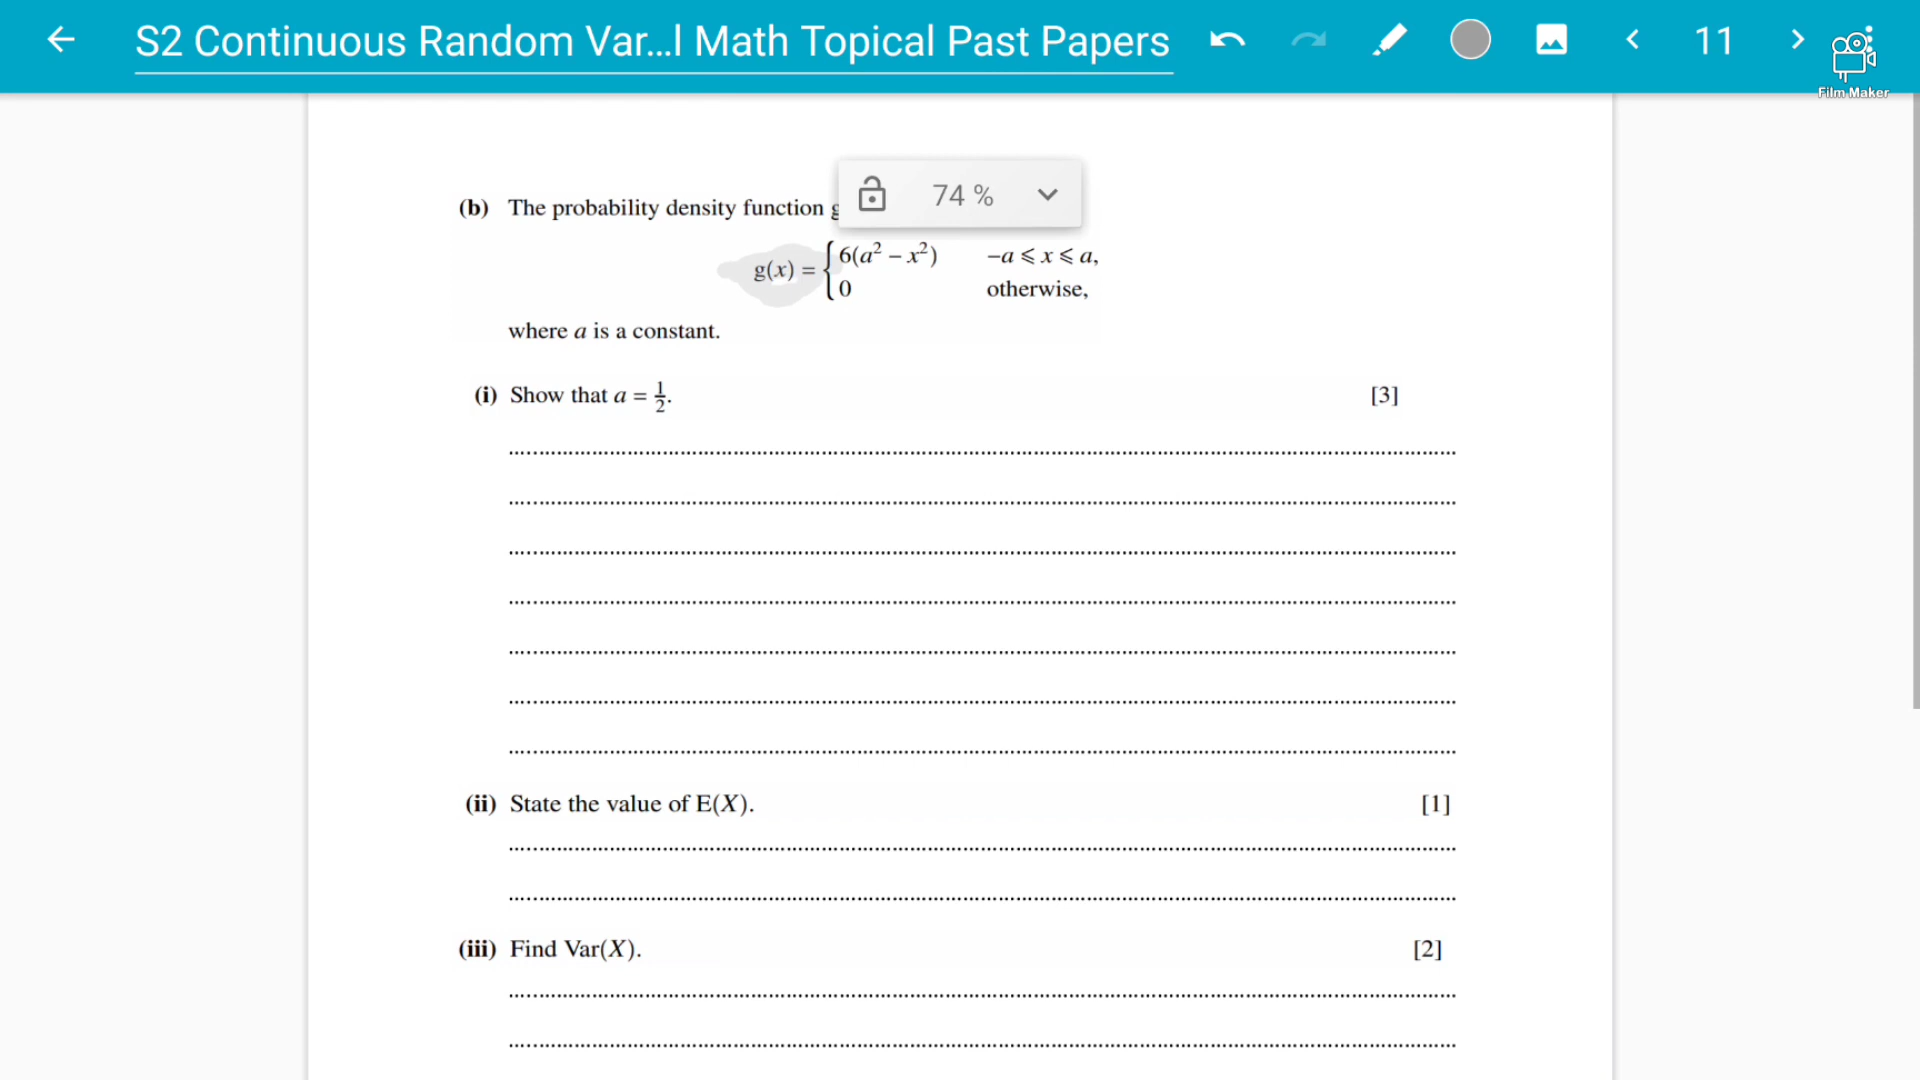 S2 Continuous Random Var...l Math Topical Past Papers
11
Film Maker
74 %
(b) The probability density function
g(x) = { 6(a² – x²) –a ⩽ x ⩽ a,
0 otherwise,
where a is a constant.
(i) Show that a = 1/2. [3]
(ii) State the value of E(X). [1]
(iii) Find Var(X). [2]